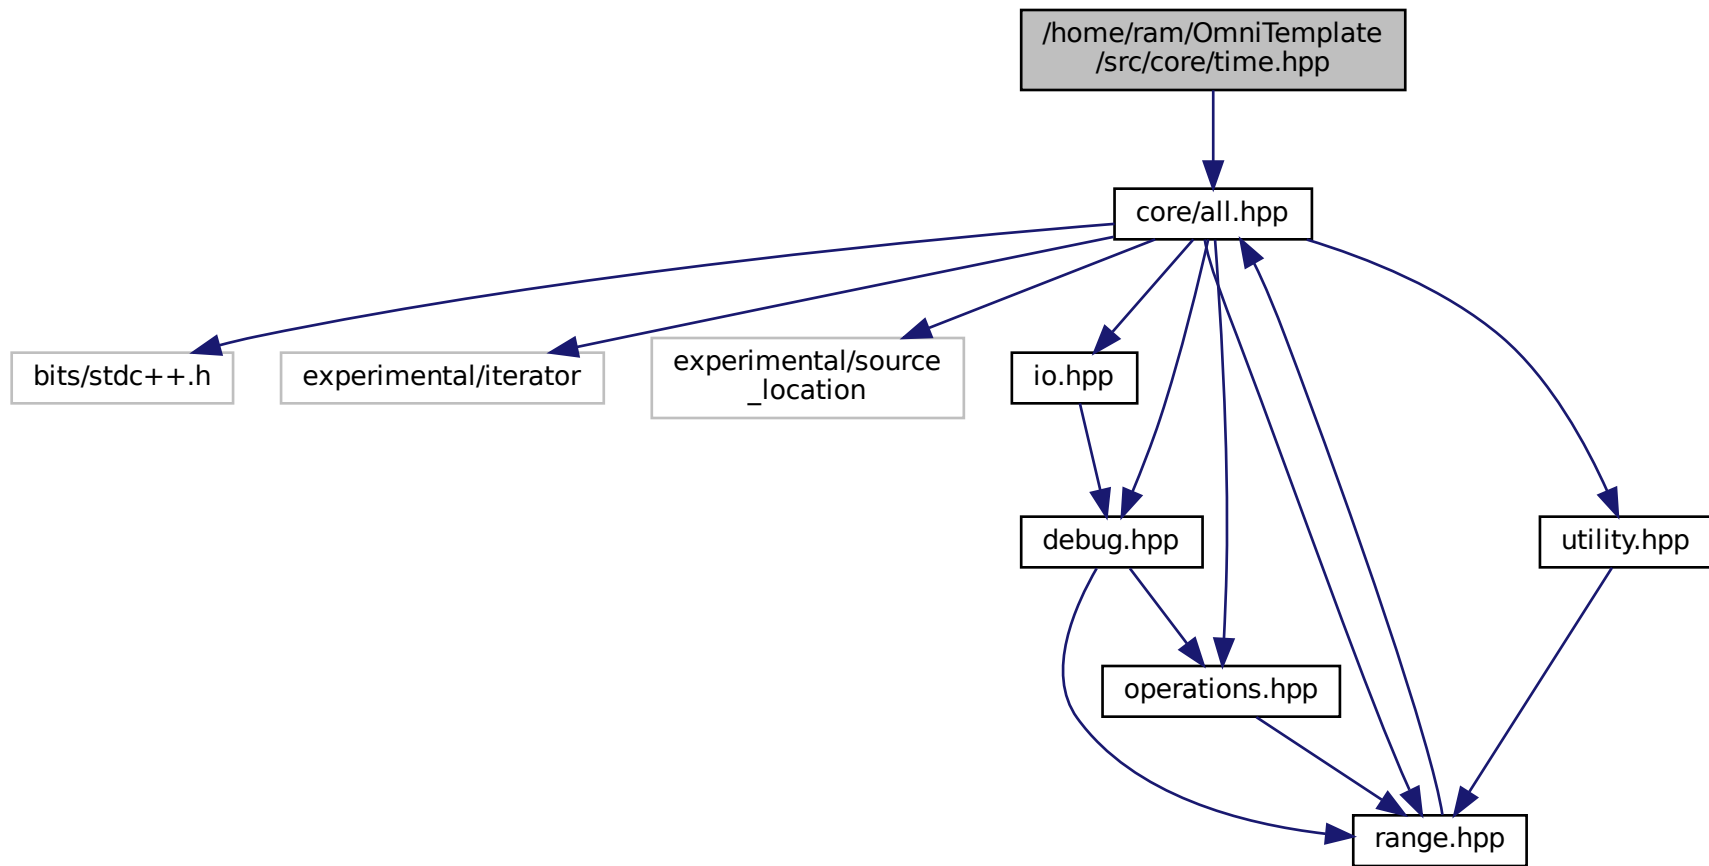 /home/ram/OmniTemplate
/src/core/time.hpp
core/all.hpp
bits/stdc++.h
experimental/iterator
experimental/source
_location
io.hpp
debug.hpp
utility.hpp
operations.hpp
range.hpp